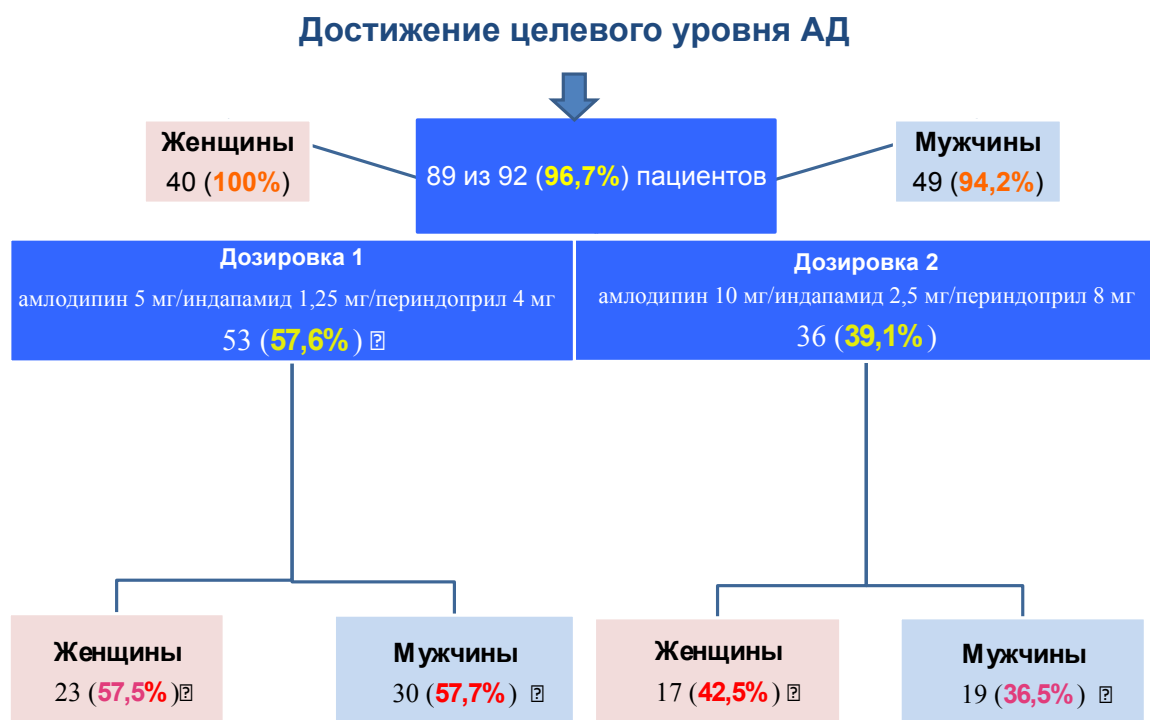 Достижение целевого уровня АД
Женщины
40 (100%)
89 из 92 (96,7%) пациентов
Мужчины
49 (94,2%)
Дозировка 1
амлодипин 5 мг/индапамид 1,25 мг/периндоприл 4 мг
53 (57,6%) ⍰
Дозировка 2
амлодипин 10 мг/индапамид 2,5 мг/периндоприл 8 мг
36 (39,1%)
Женщины
23 (57,5%)⍰
Мужчины
30 (57,7%) ⍰
Женщины
17 (42,5%) ⍰
Мужчины
19 (36,5%) ⍰